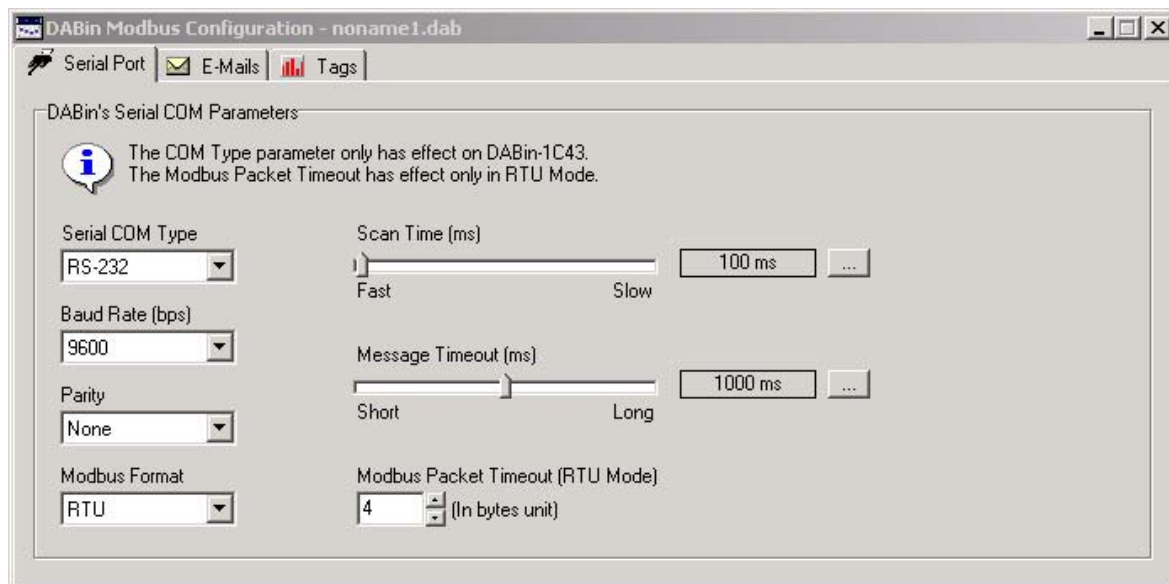 DABin Modbus Configuration - noname1.dab
Serial Port E-Mails Tags
DABin's Serial COM Parameters
The COM Type parameter only has effect on DABin-1C43.
The Modbus Packet Timeout has effect only in RTU Mode.
Serial COM Type
RS-232
Scan Time (ms)
100 ms ...
Fast Slow
Baud Rate (bps)
9600
Message Timeout (ms)
1000 ms ...
Short Long
Parity
None
Modbus Format
RTU
Modbus Packet Timeout (RTU Mode)
4 (In bytes unit)